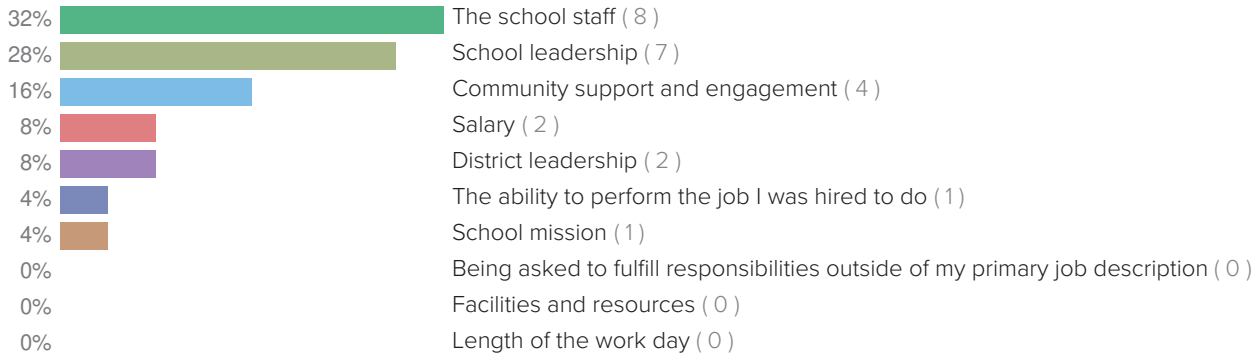 32% The school staff ( 8 )
28% School leadership ( 7 )
16% Community support and engagement ( 4 )
8% Salary ( 2 )
8% District leadership ( 2 )
4% The ability to perform the job I was hired to do ( 1 )
4% School mission ( 1 )
0% Being asked to fulfill responsibilities outside of my primary job description ( 0 )
0% Facilities and resources ( 0 )
0% Length of the work day ( 0 )